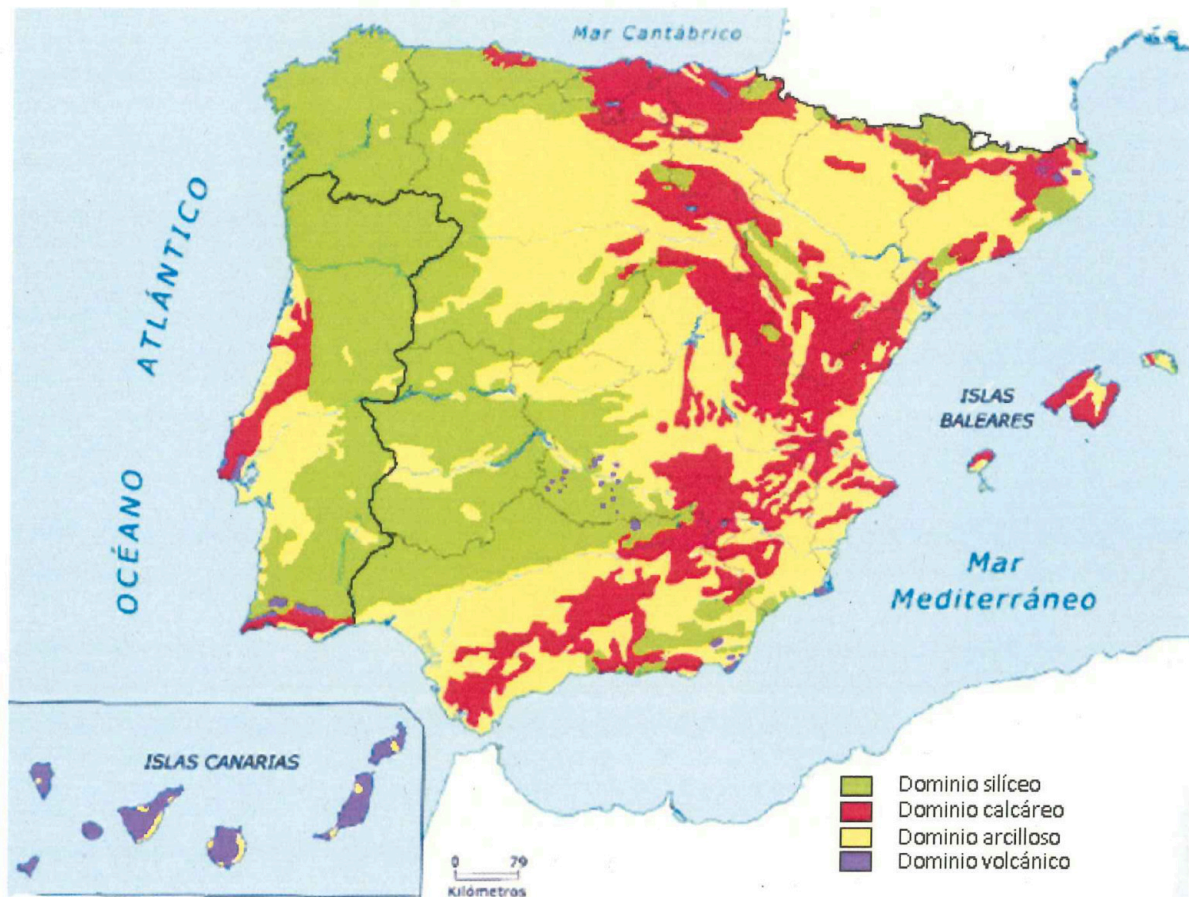 Mar Cantábrico
OCÉANO ATLÁNTICO
ISLAS
BALEARES
Mar
Mediterráneo
ISLAS CANARIAS
0 79
Kilómetros
Dominio silíceo
Dominio calcáreo
Dominio arcilloso
Dominio volcánico